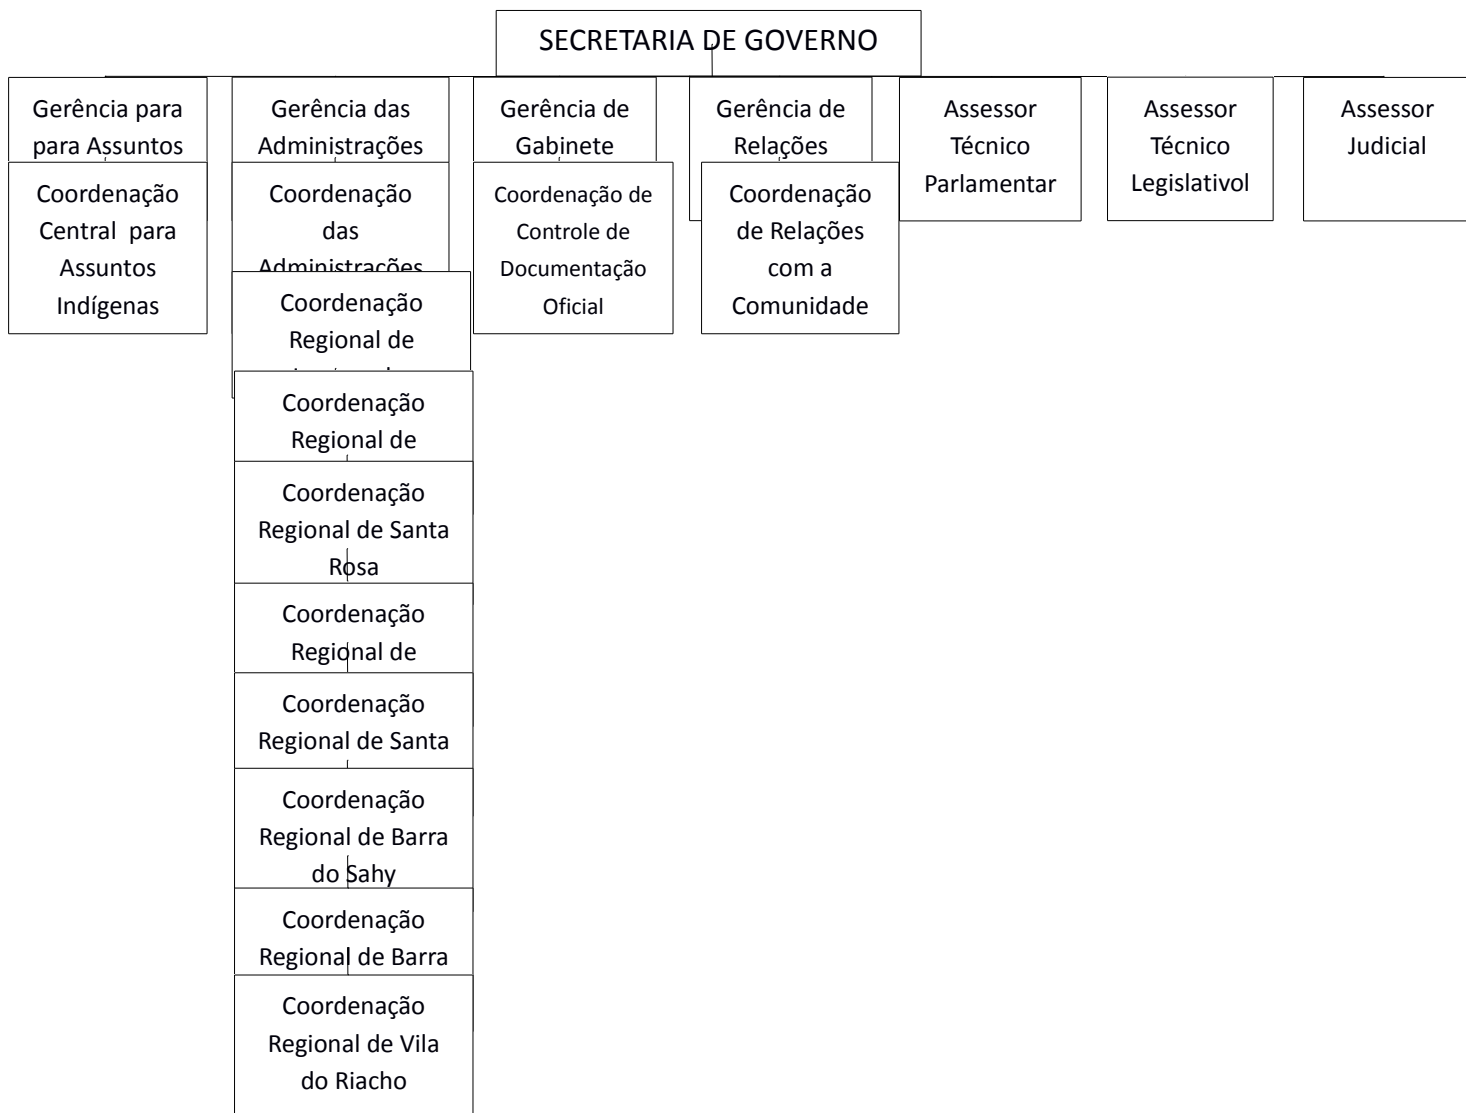 SECRETARIA DE GOVERNO
Gerência para
para Assuntos
Gerência das
Administrações
Gerência de
Gabinete
Gerência de
Relações
Assessor
Técnico
Parlamentar
Assessor
Técnico
Legislativol
Assessor
Judicial
Coordenação
Central para
Assuntos
Indígenas
Coordenação
das
Administrações
Coordenação de
Controle de
Documentação
Oficial
Coordenação
de Relações
com a
Comunidade
Coordenação
Regional de
Coordenação
Regional de
Coordenação
Regional de Santa
Rosa
Coordenação
Regional de
Coordenação
Regional de Santa
Coordenação
Regional de Barra
do Sahy
Coordenação
Regional de Barra
Coordenação
Regional de Vila
do Riacho